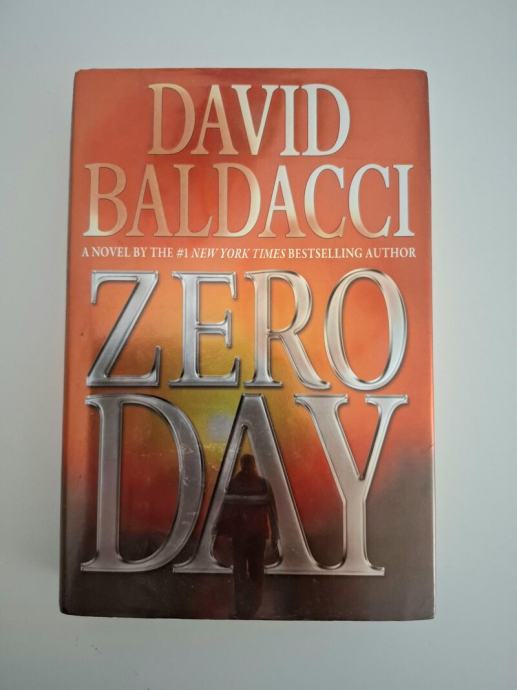 DAVID
BALDACCI
A NOVEL BY THE #1 NEW YORK TIMES BESTSELLING AUTHOR
ZERO
DAY